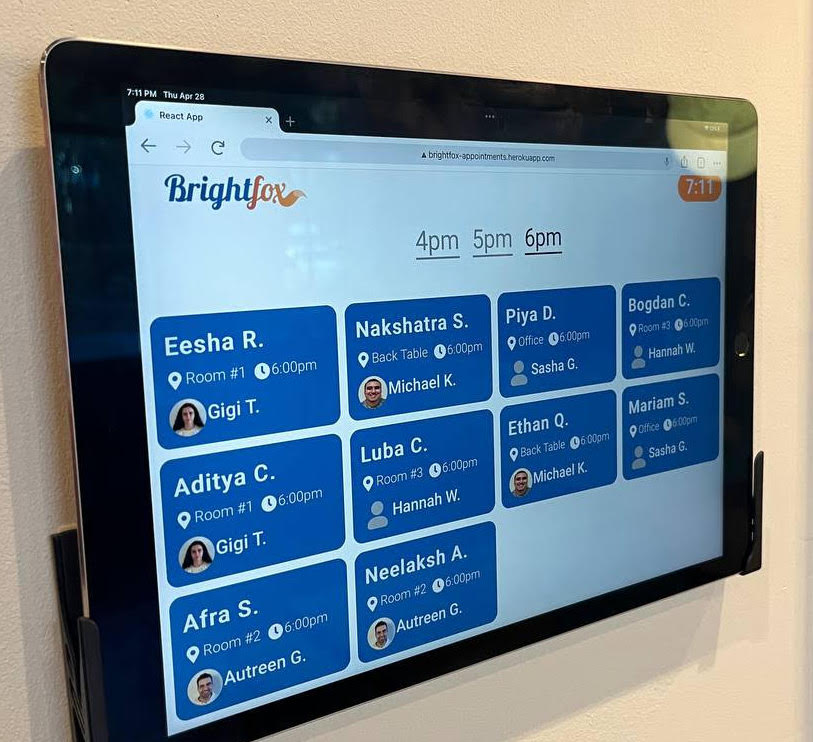 7:11 PM Thu Apr 28
React App
brightfox-appointments.herokuapp.com
Brightfox
7:11
4pm 5pm 6pm
Eesha R.
Room #1 6:00pm
Gigi T.
Nakshatra S.
Back Table 6:00pm
Michael K.
Piya D.
Office 6:00pm
Sasha G.
Bogdan C.
Room #3 6:00pm
Hannah W.
Aditya C.
Room #1 6:00pm
Gigi T.
Luba C.
Room #3 6:00pm
Hannah W.
Ethan Q.
Back Table 6:00pm
Michael K.
Mariam S.
Office 6:00pm
Sasha G.
Afra S.
Room #2 6:00pm
Autreen G.
Neelaksh A.
Room #2 6:00pm
Autreen G.